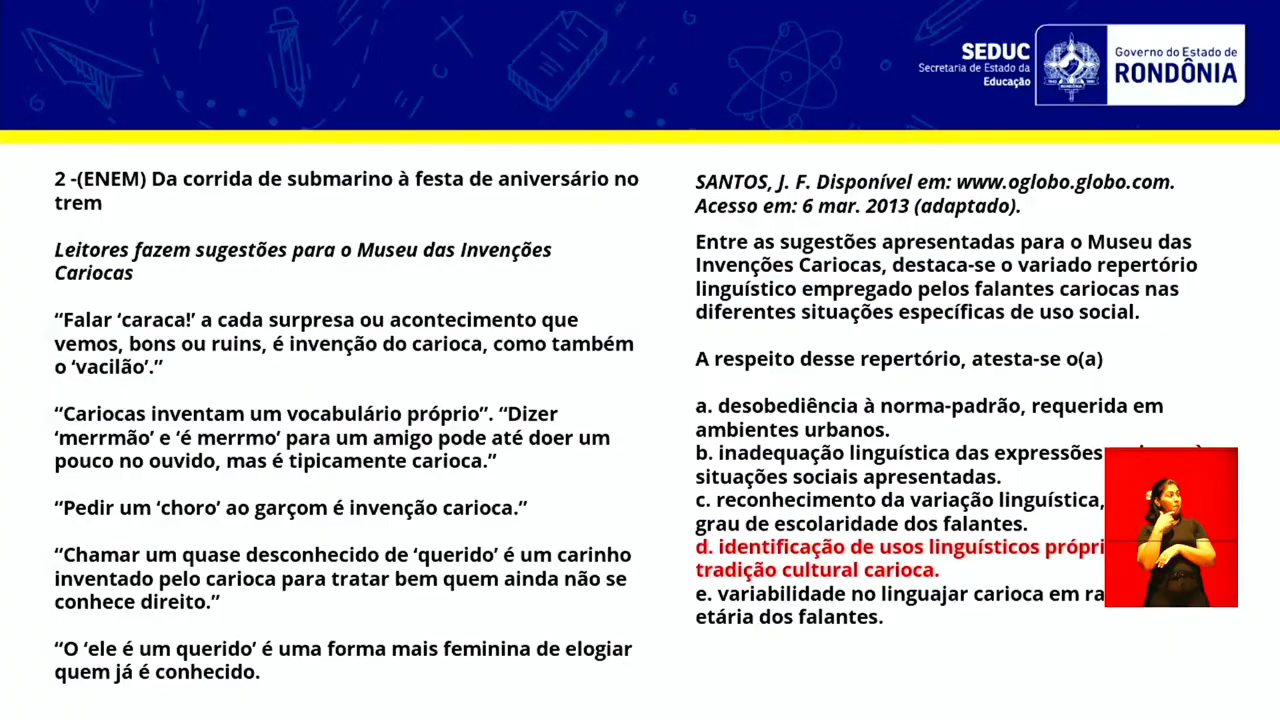 SEDUC
Secretaria de Estado da
Educação
Governo do Estado de
RONDÔNIA
2 -(ENEM) Da corrida de submarino à festa de aniversário no
trem
Leitores fazem sugestões para o Museu das Invenções
Cariocas
“Falar ‘caraca!’ a cada surpresa ou acontecimento que
vemos, bons ou ruins, é invenção do carioca, como também
o ‘vacilão’.”
“Cariocas inventam um vocabulário próprio”. “Dizer
‘merrmão’ e ‘é merrmo’ para um amigo pode até doer um
pouco no ouvido, mas é tipicamente carioca.”
“Pedir um ‘choro’ ao garçom é invenção carioca.”
“Chamar um quase desconhecido de ‘querido’ é um carinho
inventado pelo carioca para tratar bem quem ainda não se
conhece direito.”
“O ‘ele é um querido’ é uma forma mais feminina de elogiar
quem já é conhecido.
SANTOS, J. F. Disponível em: www.oglobo.globo.com.
Acesso em: 6 mar. 2013 (adaptado).
Entre as sugestões apresentadas para o Museu das
Invenções Cariocas, destaca-se o variado repertório
linguístico empregado pelos falantes cariocas nas
diferentes situações específicas de uso social.
A respeito desse repertório, atesta-se o(a)
a. desobediência à norma-padrão, requerida em
ambientes urbanos.
b. inadequação linguística das expressões
situações sociais apresentadas.
c. reconhecimento da variação linguística,
grau de escolaridade dos falantes.
d. identificação de usos linguísticos
tradição cultural carioca.
e. variabilidade no linguajar carioca em
etária dos falantes.